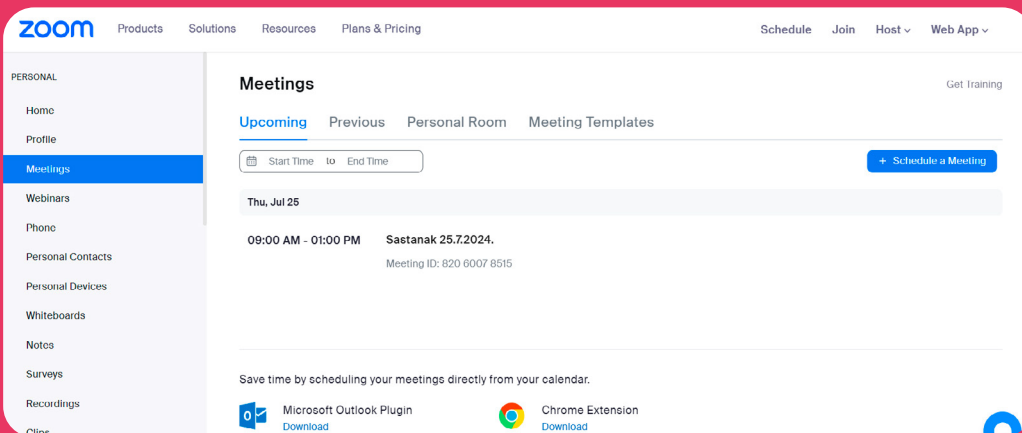 zoom Products Solutions Resources Plans & Pricing Schedule Join Host Web App
PERSONAL
Home
Profile
Meetings
Webinars
Phone
Personal Contacts
Personal Devices
Whiteboards
Notes
Surveys
Recordings
Clips
Meetings
Get Training
Upcoming Previous Personal Room Meeting Templates
Start Time to End Time
+ Schedule a Meeting
Thu, Jul 25
09:00 AM - 01:00 PM Sastanak 25.7.2024.
Meeting ID: 820 6007 8515
Save time by scheduling your meetings directly from your calendar.
Microsoft Outlook Plugin
Download
Chrome Extension
Download